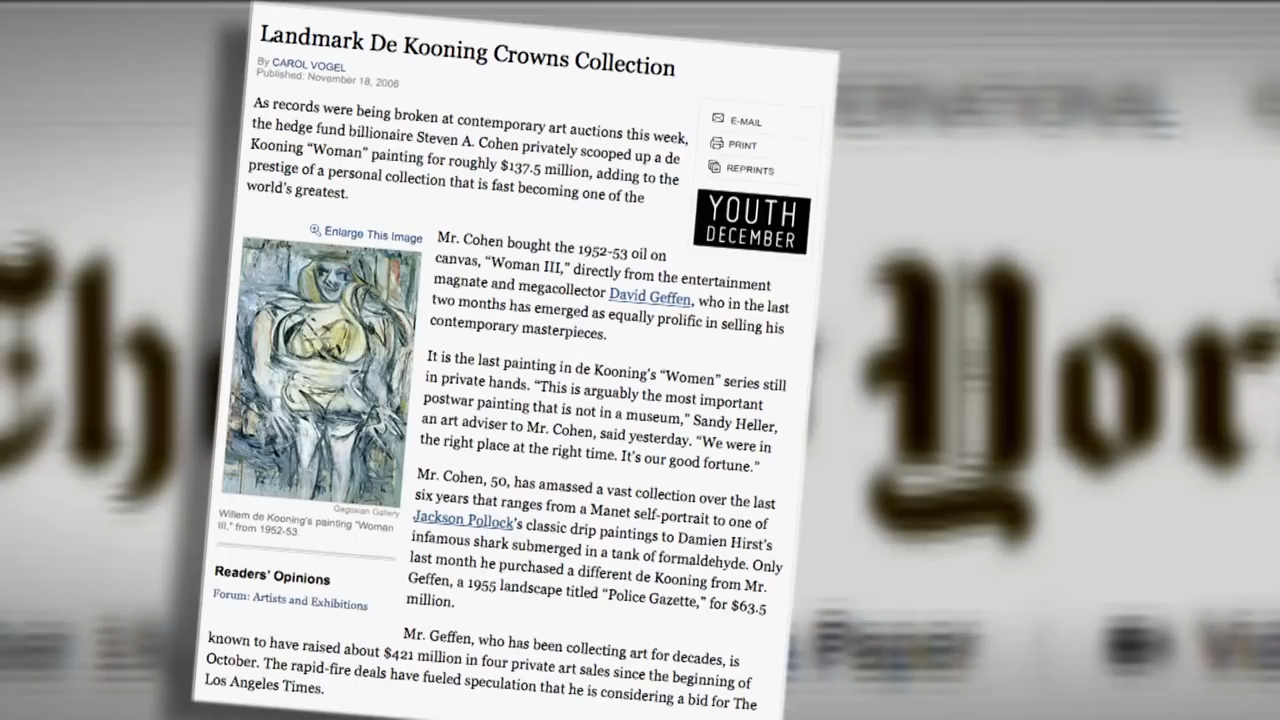 Landmark De Kooning Crowns Collection
By CAROL VOGEL
Published: November 18, 2006
As records were being broken at contemporary art auctions this week,
the hedge fund billionaire Steven A. Cohen privately scooped up a de
Kooning “Woman” painting for roughly $137.5 million, adding to the
prestige of a personal collection that is fast becoming one of the
world’s greatest.
E-MAIL
PRINT
REPRINTS
YOUTH
DECEMBER
Enlarge This Image
Gagosian Gallery
Willem de Kooning's painting "Woman
III," from 1952-53.
Readers’ Opinions
Forum: Artists and Exhibitions
Mr. Cohen bought the 1952-53 oil on
canvas, “Woman III,” directly from the entertainment
magnate and megacollector David Geffen, who in the last
two months has emerged as equally prolific in selling his
contemporary masterpieces.
It is the last painting in de Kooning’s “Women” series still
in private hands. “This is arguably the most important
postwar painting that is not in a museum,” Sandy Heller,
an art adviser to Mr. Cohen, said yesterday. “We were in
the right place at the right time. It’s our good fortune.”
Mr. Cohen, 50, has amassed a vast collection over the last
six years that ranges from a Manet self-portrait to one of
Jackson Pollock’s classic drip paintings to Damien Hirst’s
infamous shark submerged in a tank of formaldehyde. Only
last month he purchased a different de Kooning from Mr.
Geffen, a 1955 landscape titled “Police Gazette,” for $63.5
million.
Mr. Geffen, who has been collecting art for decades, is
known to have raised about $421 million in four private art sales since the beginning of
October. The rapid-fire deals have fueled speculation that he is considering a bid for The
Los Angeles Times.
Paper